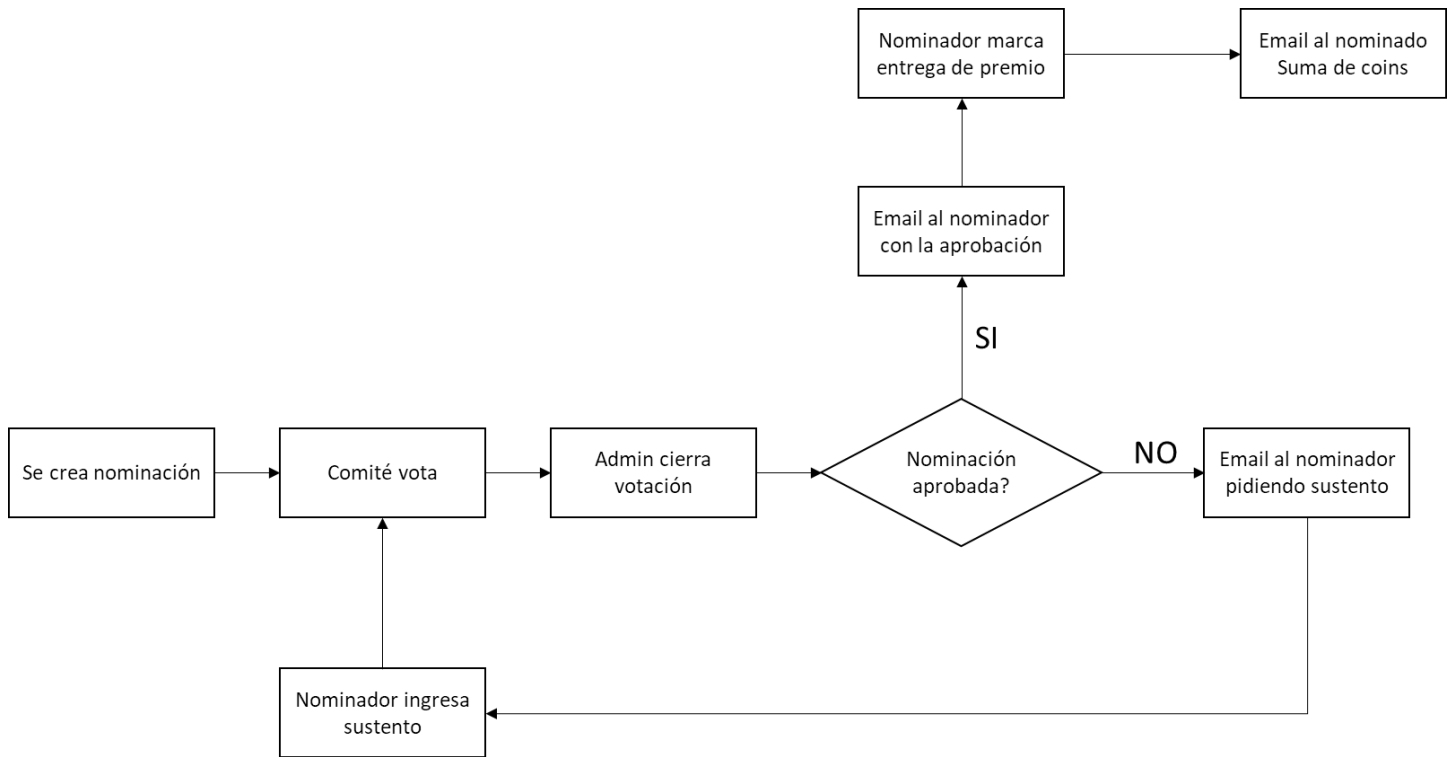 Nominador marca
entrega de premio
Email al nominado
Suma de coins
Email al nominador
con la aprobación
SI
Se crea nominación
Comité vota
Admin cierra
votación
Nominación
aprobada?
NO
Email al nominador
pidiendo sustento
Nominador ingresa
sustento